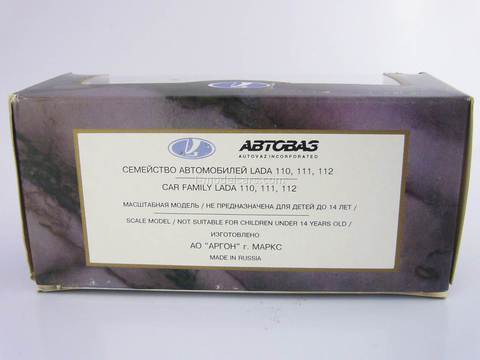 АВТОВАЗ
AUTOVAZ INCORPORATED
СЕМЕЙСТВО АВТОМОБИЛЕЙ LADA 110, 111, 112
CAR FAMILY LADA 110, 111, 112
МАСШТАБНАЯ МОДЕЛЬ / НЕ ПРЕДНАЗНАЧЕНА ДЛЯ ДЕТЕЙ ДО 14 ЛЕТ /
SCALE MODEL / NOT SUITABLE FOR CHILDREN UNDER 14 YEARS OLD /
ИЗГОТОВЛЕНО
АО "АРГОН" г. МАРКС
MADE IN RUSSIA